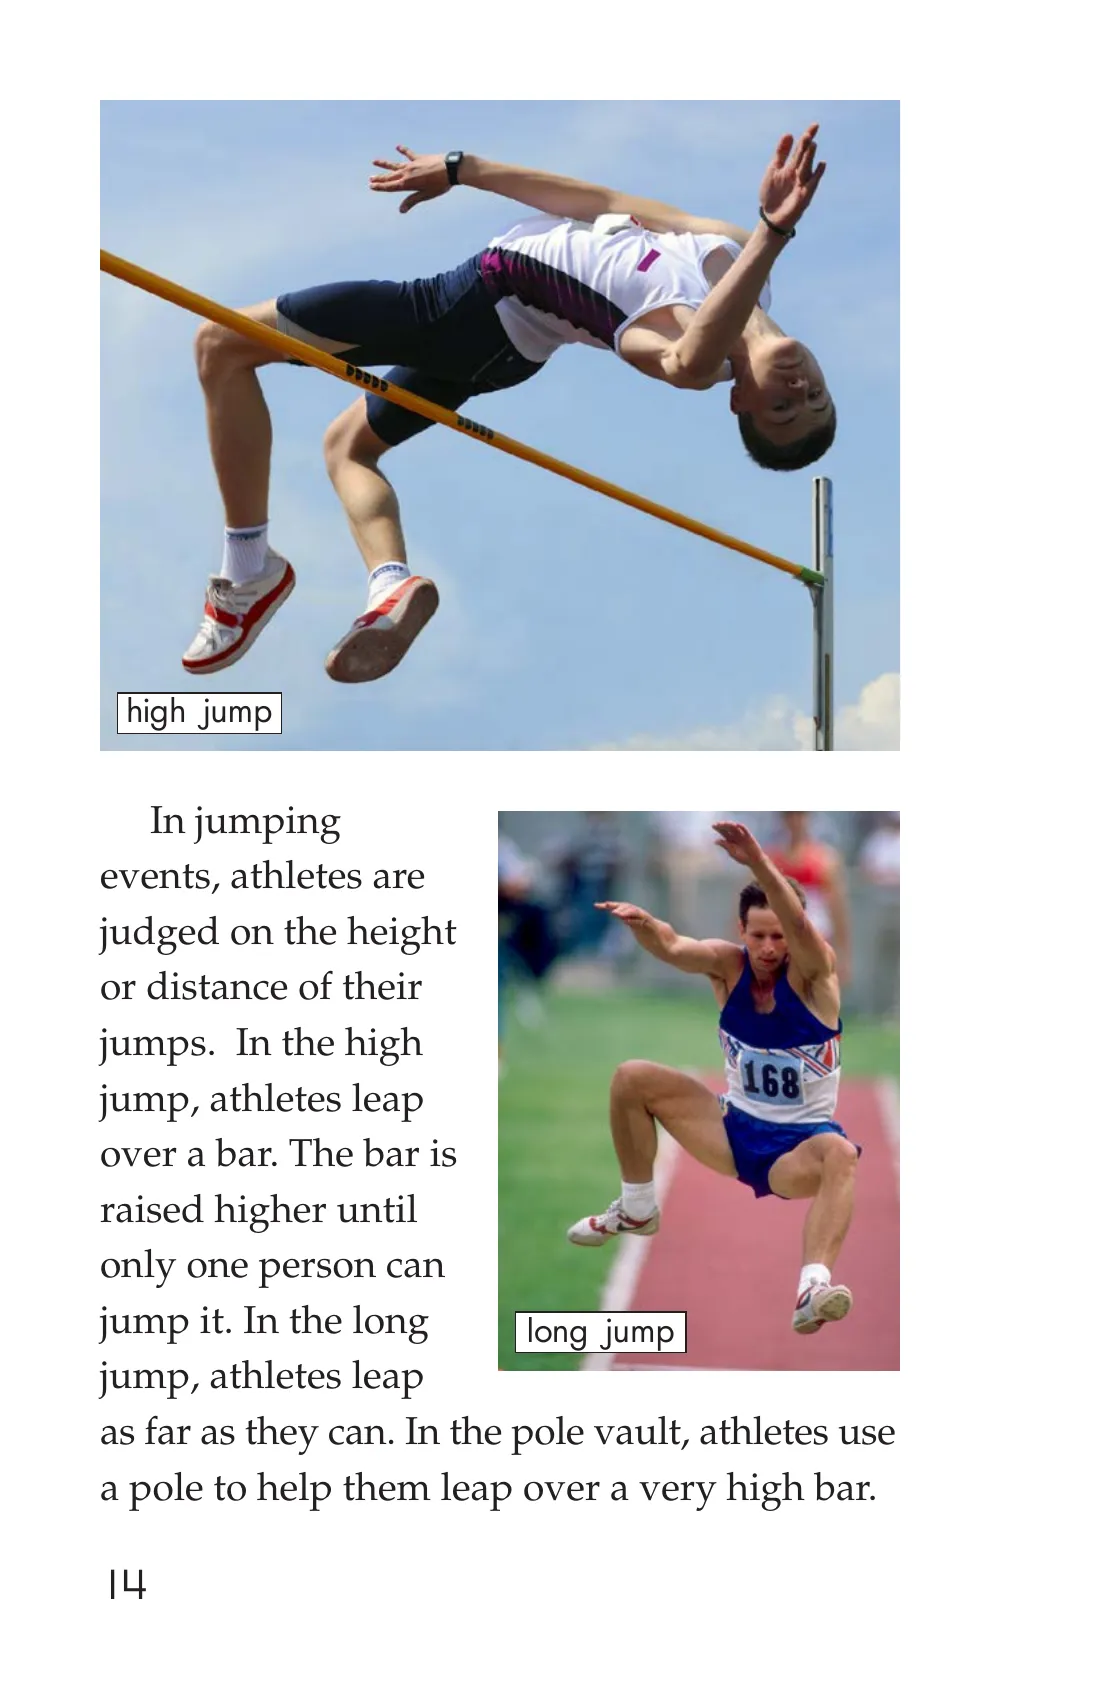 high jump
In jumping
events, athletes are
judged on the height
or distance of their
jumps.  In the high
jump, athletes leap
over a bar. The bar is
raised higher until
only one person can
jump it. In the long
jump, athletes leap
168
long jump
as far as they can. In the pole vault, athletes use
a pole to help them leap over a very high bar.
14